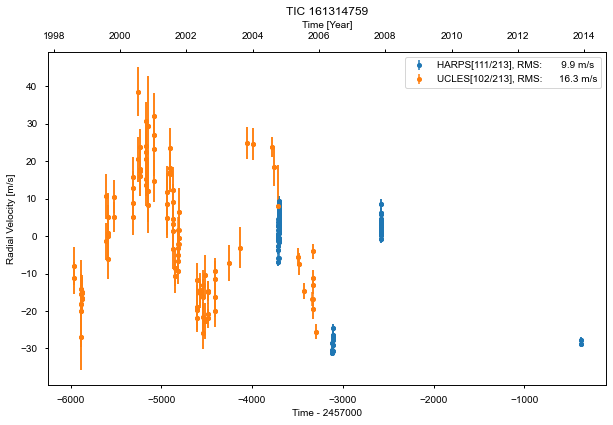 TIC 161314759
Time [Year]
1998 2000 2002 2004 2006 2008 2010 2012 2014
HARPS[111/213], RMS: 9.9 m/s
UCLES[102/213], RMS: 16.3 m/s
40
30
20
10
0
−10
−20
−30
Radial Velocity [m/s]
−6000 −5000 −4000 −3000 −2000 −1000
Time - 2457000